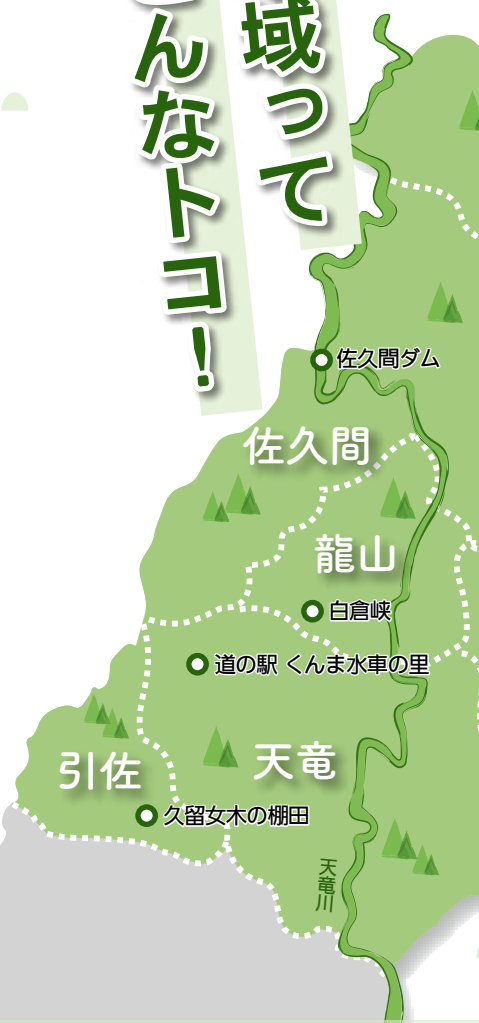 域って
んなトコ！
佐久間ダム
佐久間
龍山
白倉峡
道の駅 くんま水車の里
天竜
引佐
久留女木の棚田
天竜川